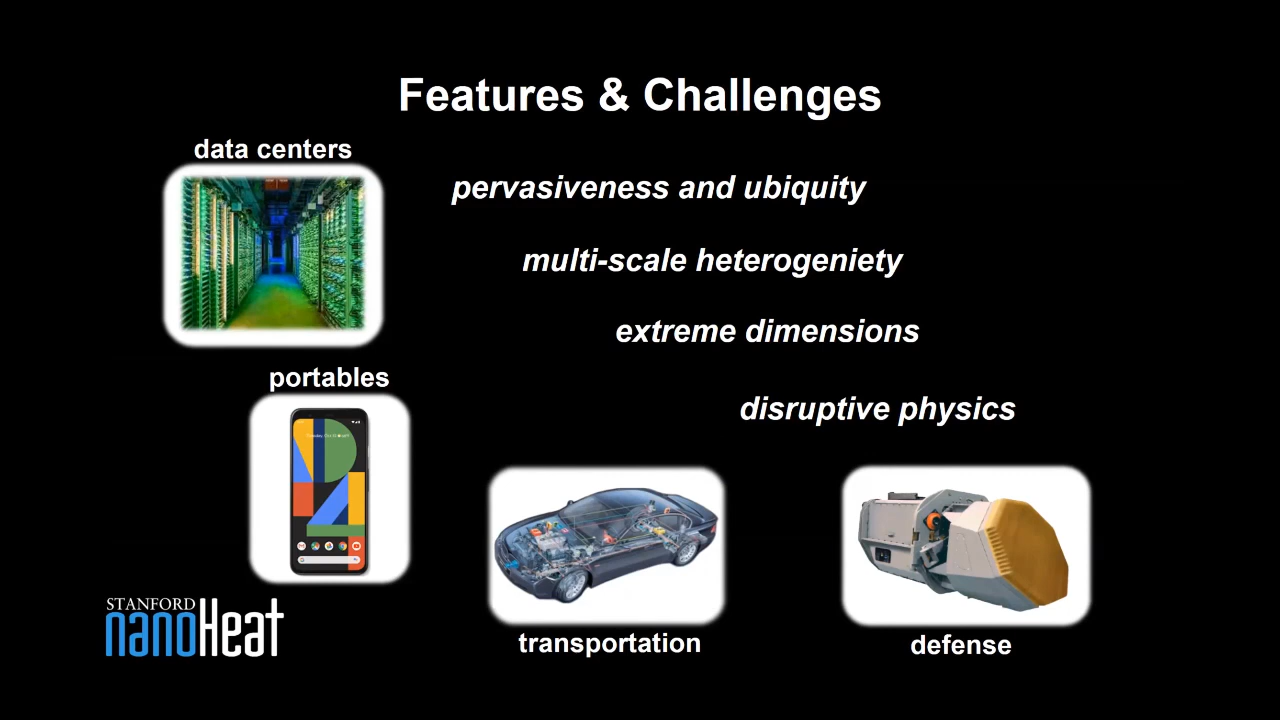 Features & Challenges
data centers
pervasiveness and ubiquity
multi-scale heterogeniety
extreme dimensions
portables
disruptive physics
transportation
defense
STANFORD
nanoHeat